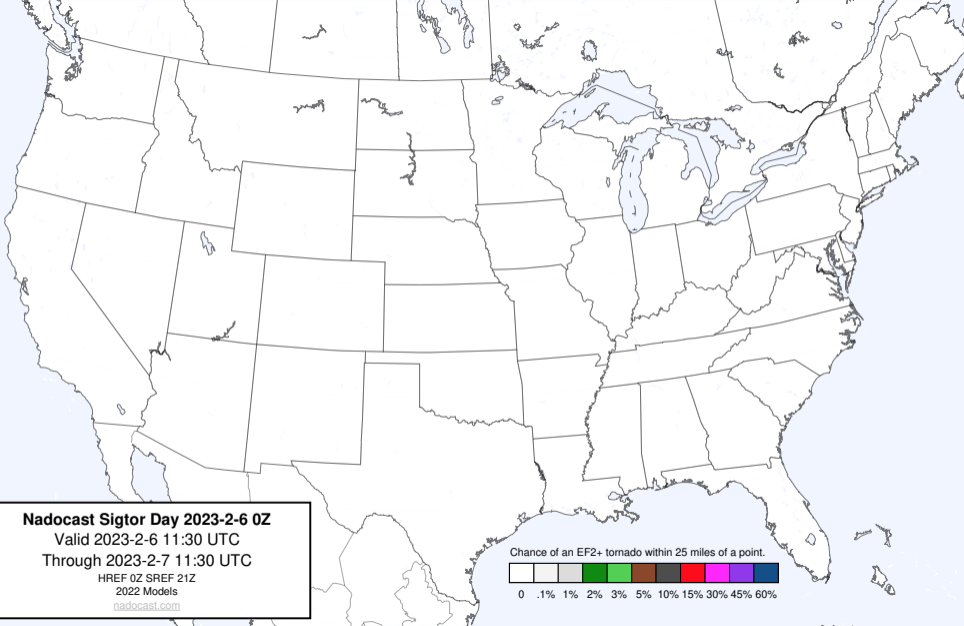 Nadocast Sigtor Day 2023-2-6 0Z
Valid 2023-2-6 11:30 UTC
Through 2023-2-7 11:30 UTC
HREF 0Z SREF 21Z
2022 Models
nadocast.com
Chance of an EF2+ tornado within 25 miles of a point.
0 .1% 1% 2% 3% 5% 10% 15% 30% 45% 60%